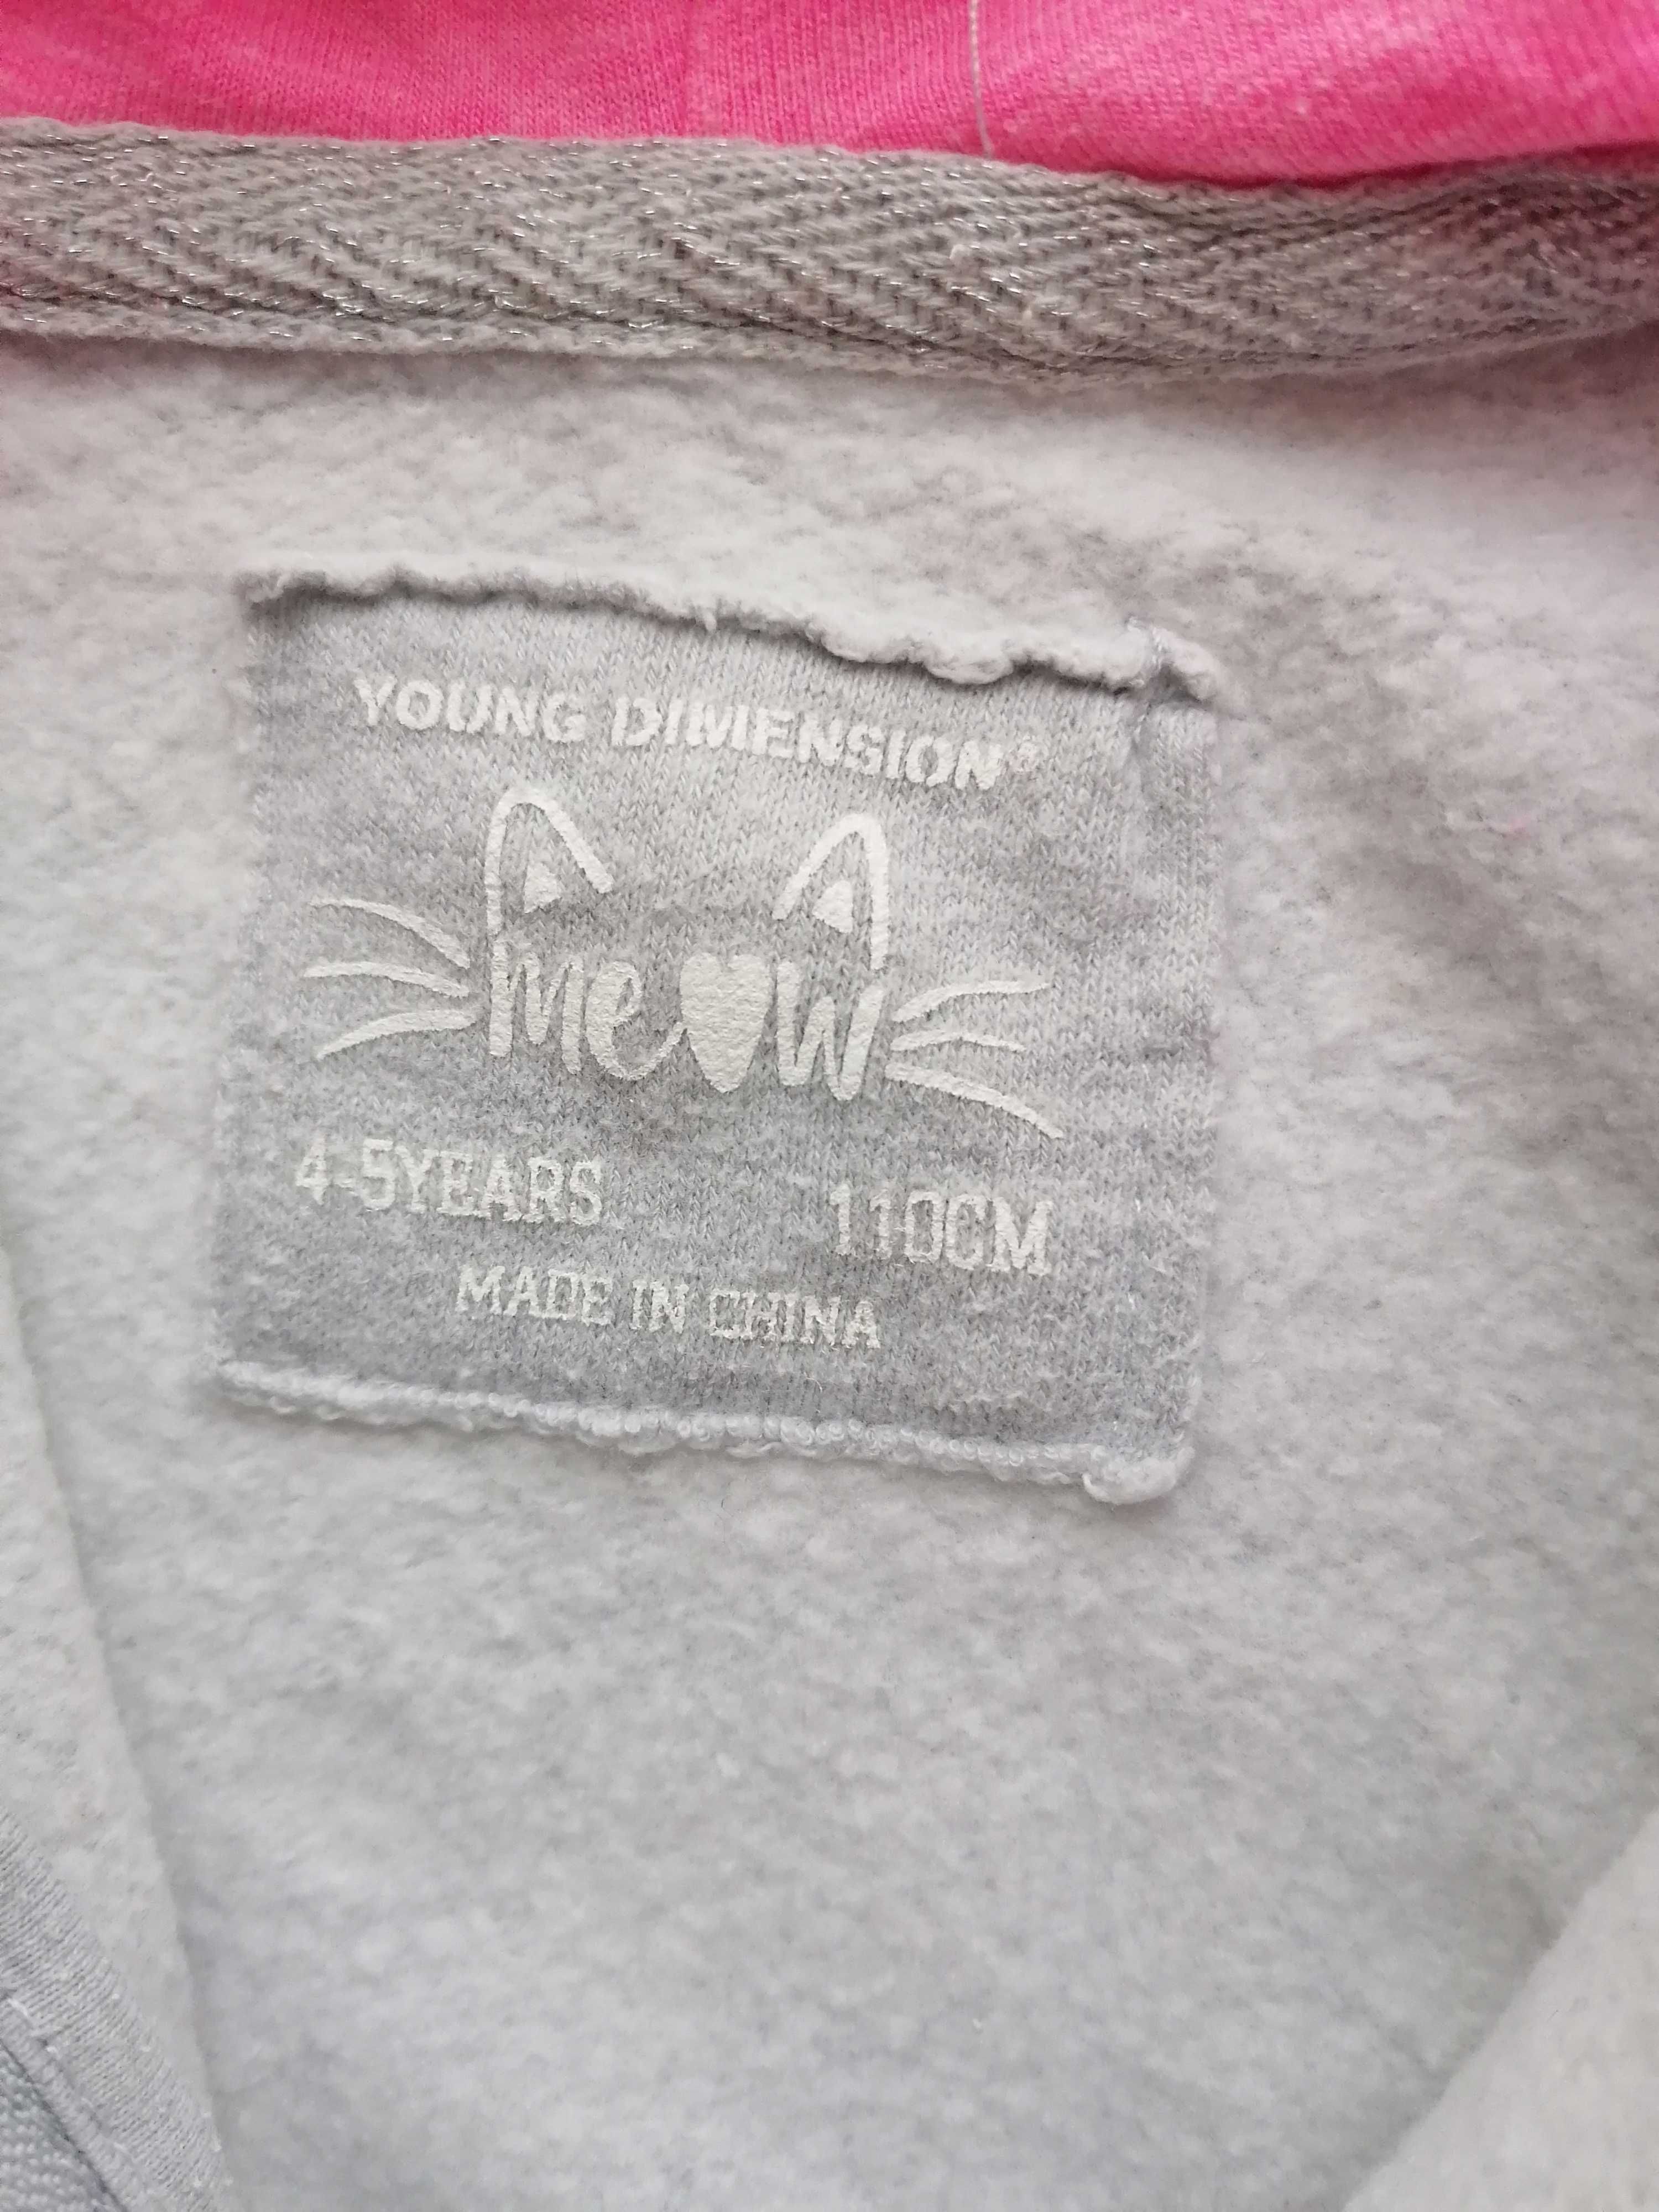 YOUNG DIMENSION®
meow
4-5YEARS 110CM
MADE IN CHINA